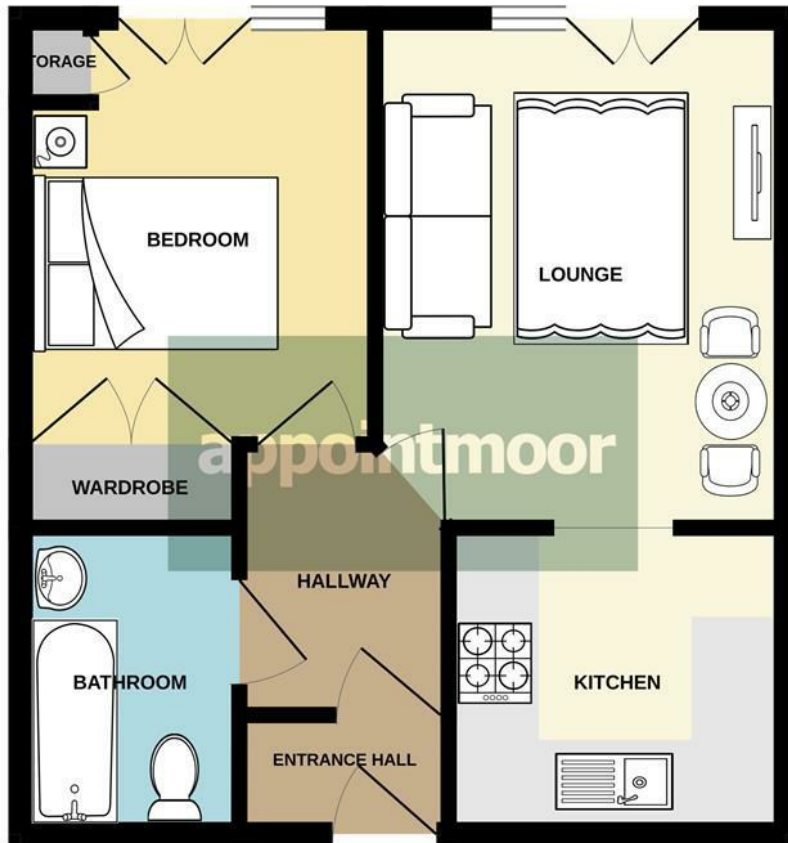 TORAGE
BEDROOM
LOUNGE
appointmoor
WARDROBE
HALLWAY
BATHROOM
KITCHEN
ENTRANCE HALL